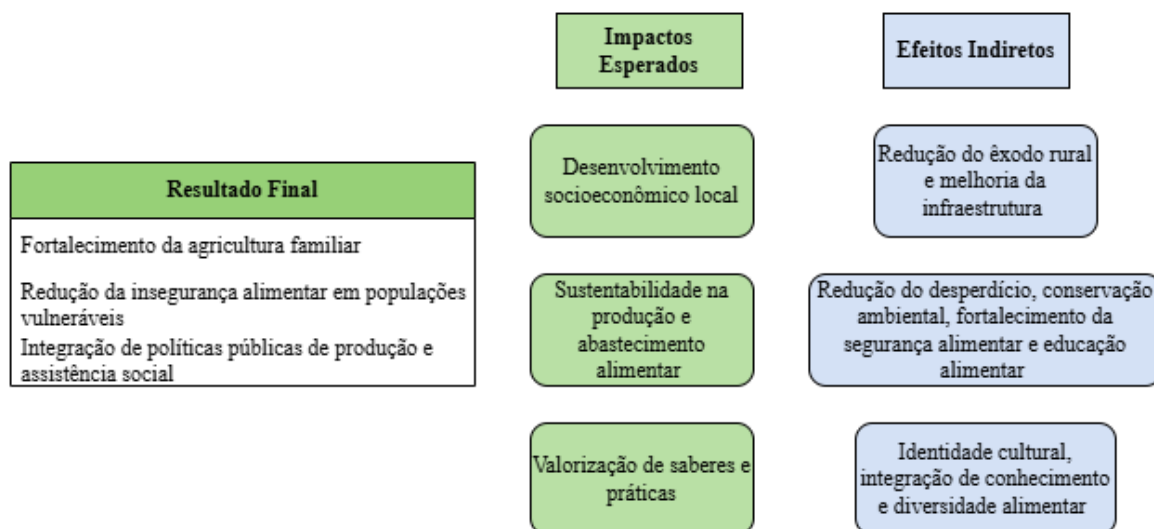 Resultado Final
Fortalecimento da agricultura familiar
Redução da insegurança alimentar em populações
vulneráveis
Integração de políticas públicas de produção e
assistência social
Impactos
Esperados
Desenvolvimento
socioeconômico local
Sustentabilidade na
produção e
abastecimento
alimentar
Valorização de saberes e
práticas
Efeitos Indiretos
Redução do êxodo rural
e melhoria da
infraestrutura
Redução do desperdício, conservação
ambiental, fortalecimento da
segurança alimentar e educação
alimentar
Identidade cultural,
integração de conhecimento
e diversidade alimentar